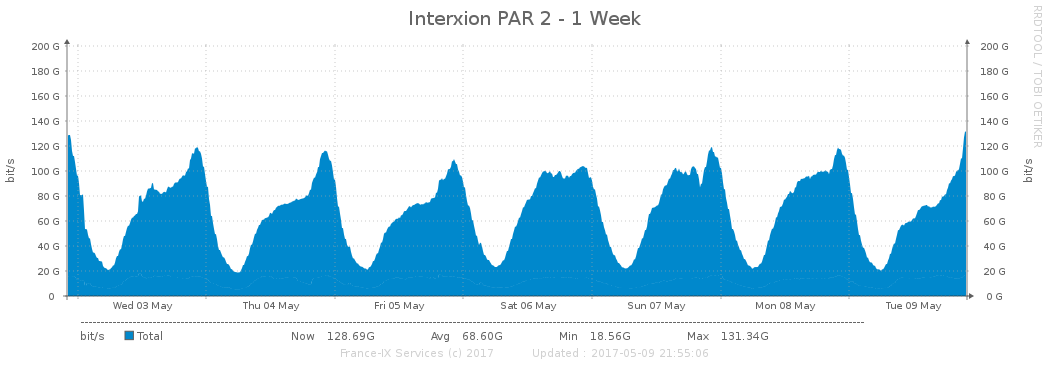 Interxion PAR 2 - 1 Week
RRDTOOL / TOBI OETIKER
bit/s
200 G 200 G
180 G 180 G
160 G 160 G
140 G 140 G
120 G 120 G
100 G 100 G
80 G 80 G
60 G 60 G
40 G 40 G
20 G 20 G
0 0 G
bit/s
Wed 03 May Thu 04 May Fri 05 May Sat 06 May Sun 07 May Mon 08 May Tue 09 May
bit/s Total Now 128.69G Avg 68.60G Min 18.56G Max 131.34G
France-IX Services (c) 2017 Updated : 2017-05-09 21:55:06